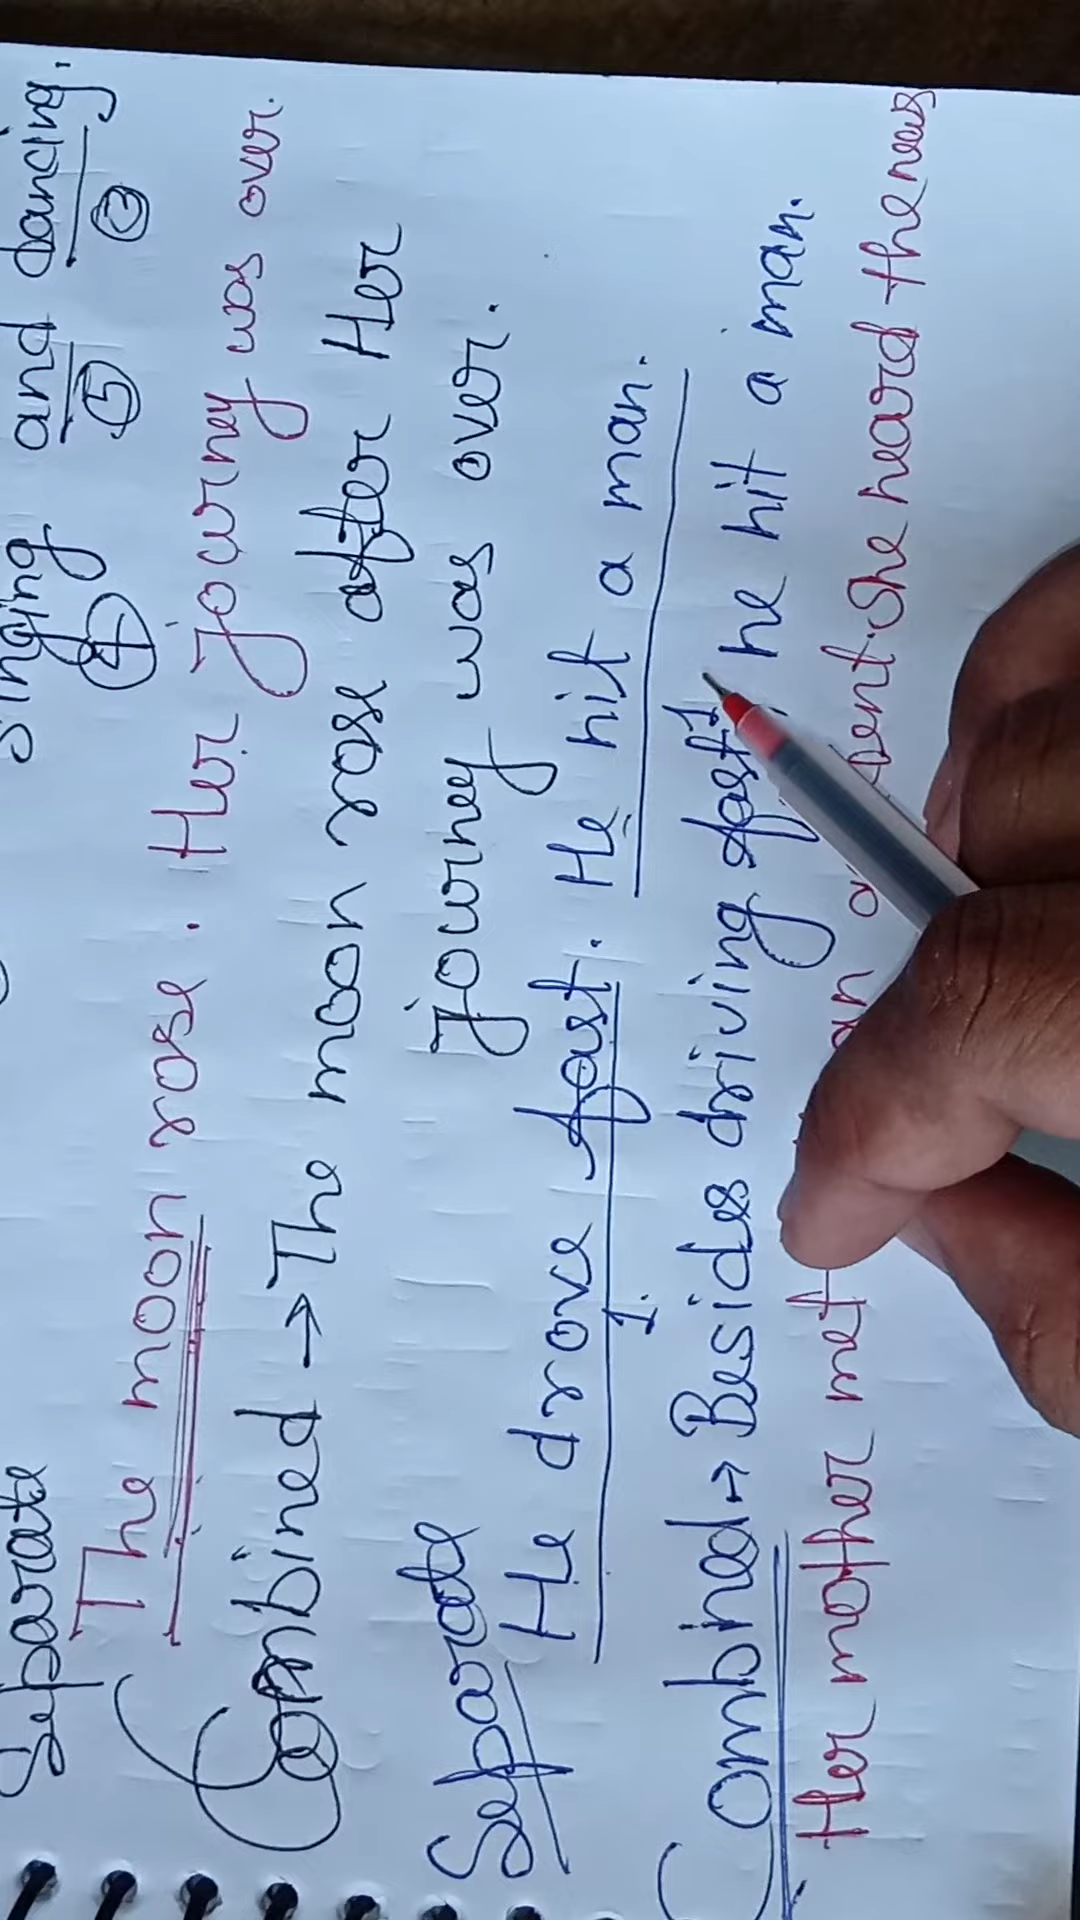 Separate singing and dancing.
4 5 3
The moon rose. Her Journey was over.
Combined → The moon rose after Her
journey was over.
Separate
He drove fast. He hit a man.
1.
Combined → Besides driving fast, he hit a man.
Her mother met an she heard the news